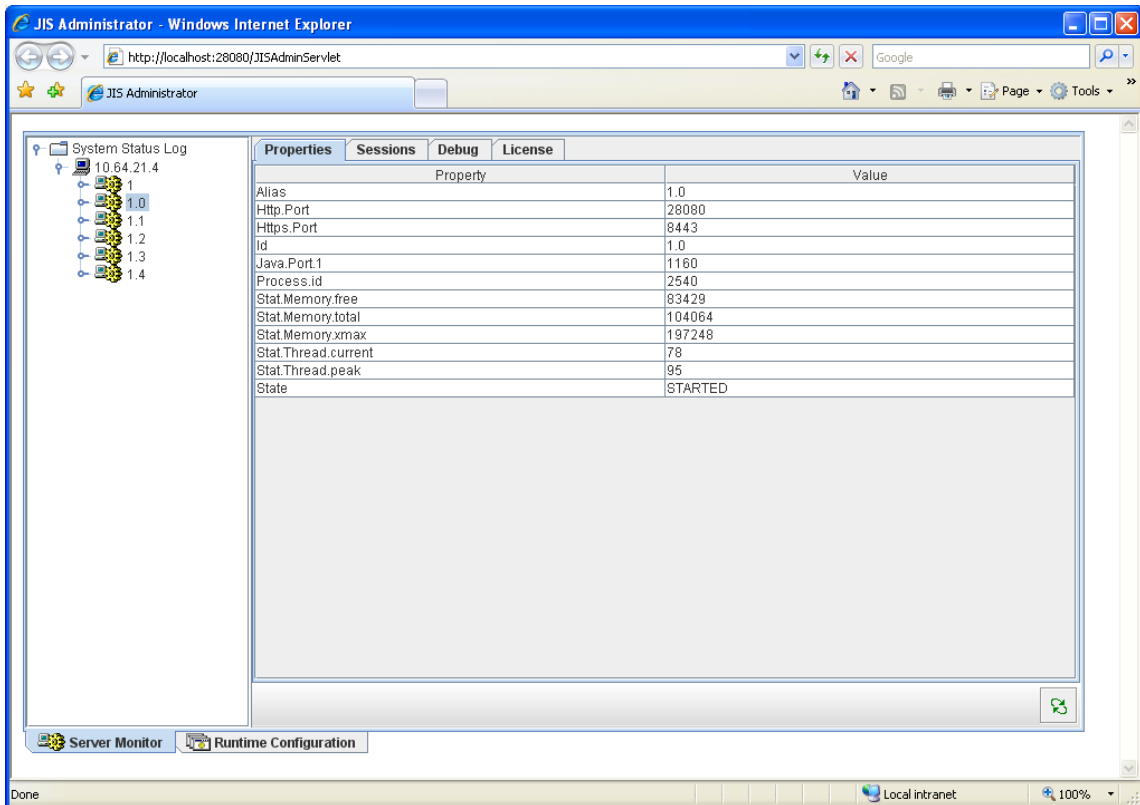 JIS Administrator - Windows Internet Explorer
http://localhost:28080/JISAdminServlet
Google
JIS Administrator
Page
Tools
»
System Status Log
10.64.21.4
1
1.0
1.1
1.2
1.3
1.4
Properties Sessions Debug License
Property Value
Alias 1.0
Http.Port 28080
Https.Port 8443
Id 1.0
Java.Port.1 1160
Process.id 2540
Stat.Memory.free 83429
Stat.Memory.total 104064
Stat.Memory.xmax 197248
Stat.Thread.current 78
Stat.Thread.peak 95
State STARTED
Server Monitor Runtime Configuration
Done Local intranet 100%